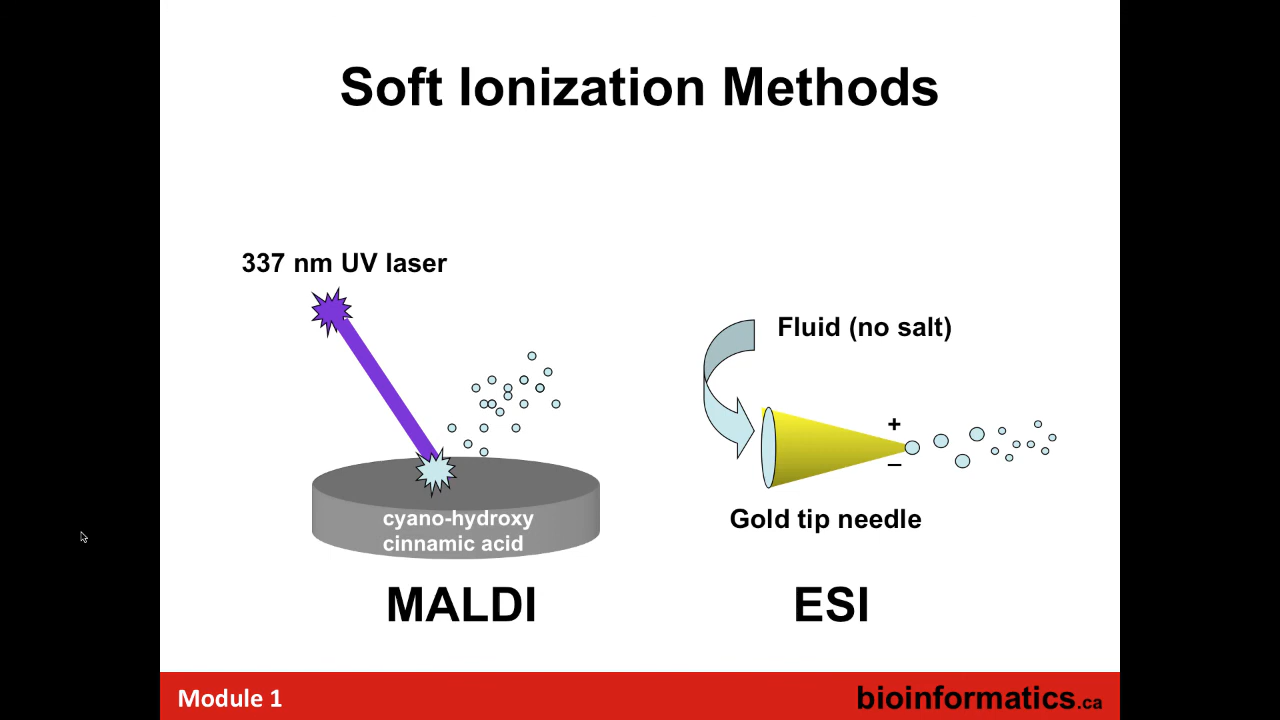 Soft Ionization Methods
337 nm UV laser
cyano-hydroxy
cinnamic acid
MALDI
Fluid (no salt)
+
–
Gold tip needle
ESI
Module 1
bioinformatics.ca